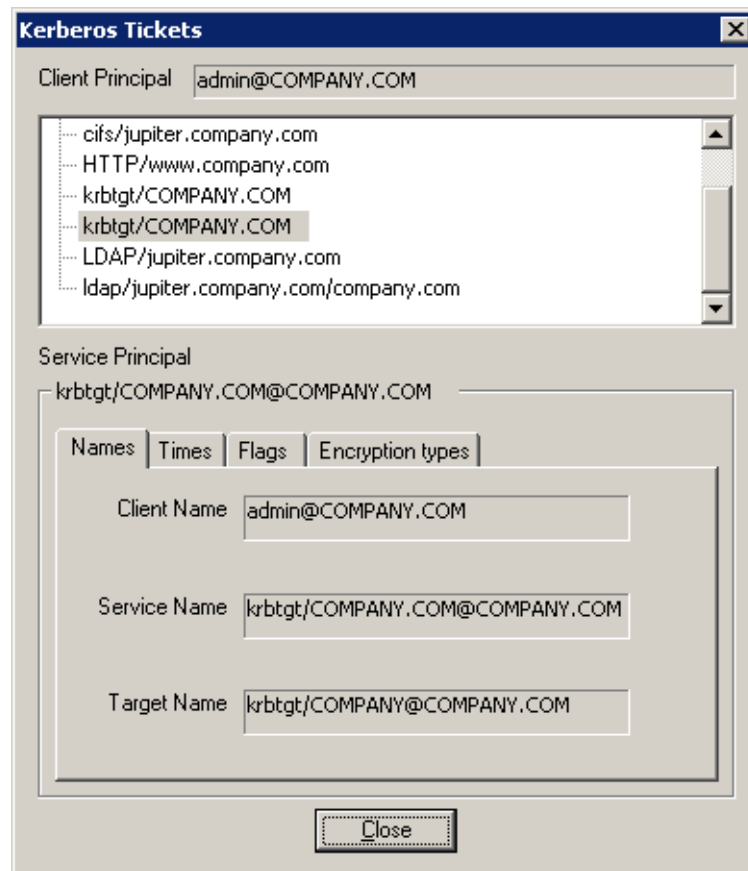 Kerberos Tickets
Client Principal admin@COMPANY.COM
cifs/jupiter.company.com
HTTP/www.company.com
krbtgt/COMPANY.COM
krbtgt/COMPANY.COM
LDAP/jupiter.company.com
ldap/jupiter.company.com/company.com
Service Principal
krbtgt/COMPANY.COM@COMPANY.COM
Names Times Flags Encryption types
Client Name admin@COMPANY.COM
Service Name krbtgt/COMPANY.COM@COMPANY.COM
Target Name krbtgt/COMPANY@COMPANY.COM
Close